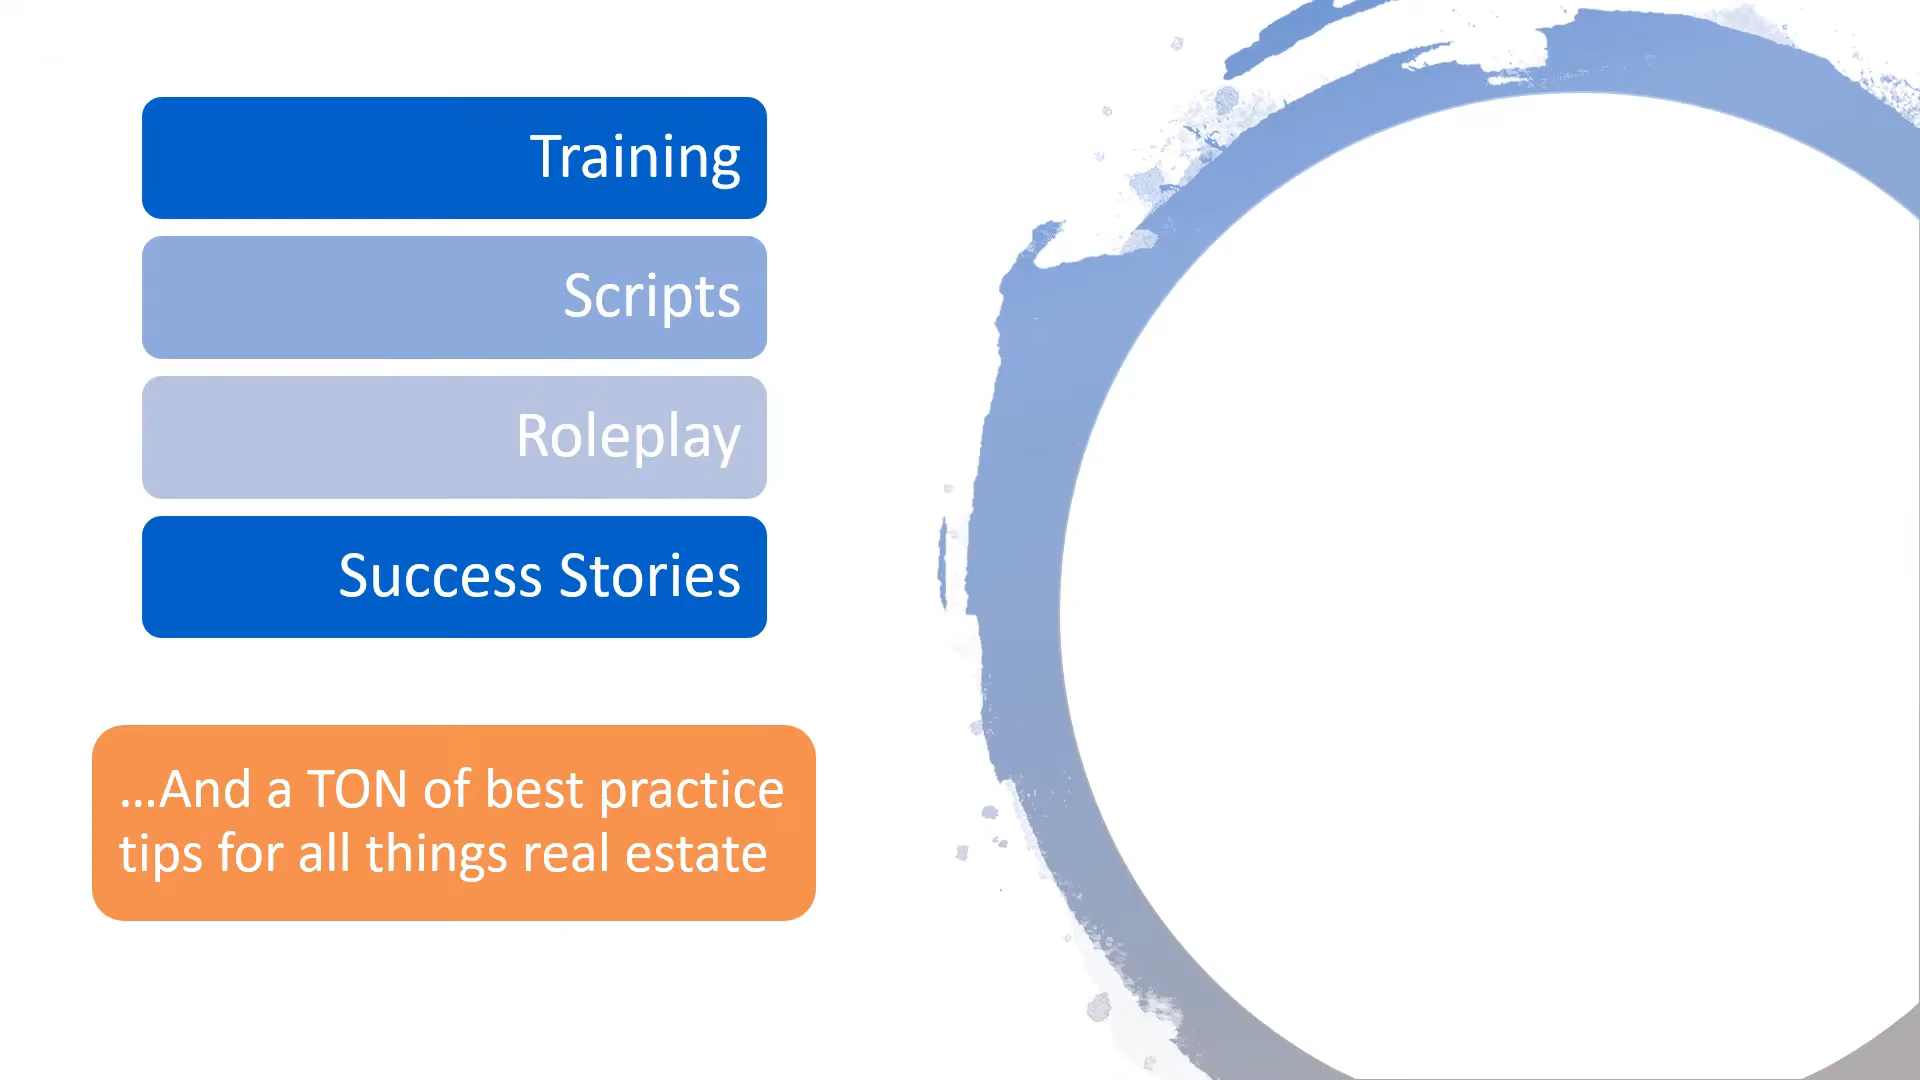 Training
Scripts
Roleplay
Success Stories
...And a TON of best practice
tips for all things real estate